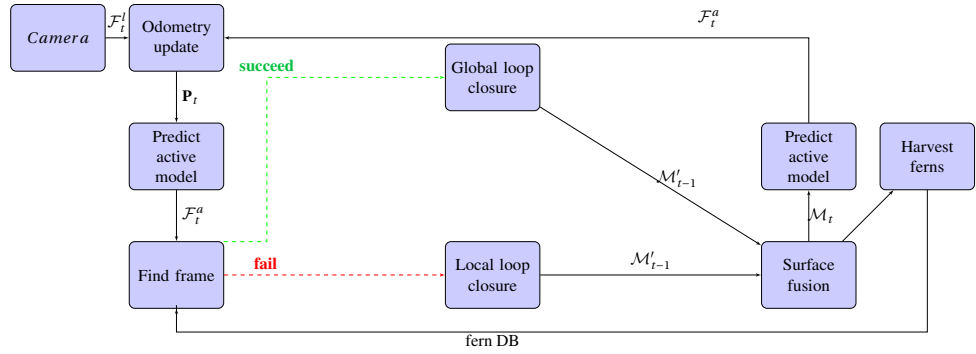 Camera
𝓕ₜˡ
Odometry
update
𝓕ₜᵃ
succeed
Global loop
closure
𝐏ₜ
Predict
active
model
𝓜′ₜ₋₁
Predict
active
model
Harvest
ferns
𝓕ₜᵃ
𝓜ₜ
Find frame
fail
Local loop
closure
𝓜′ₜ₋₁
Surface
fusion
fern DB